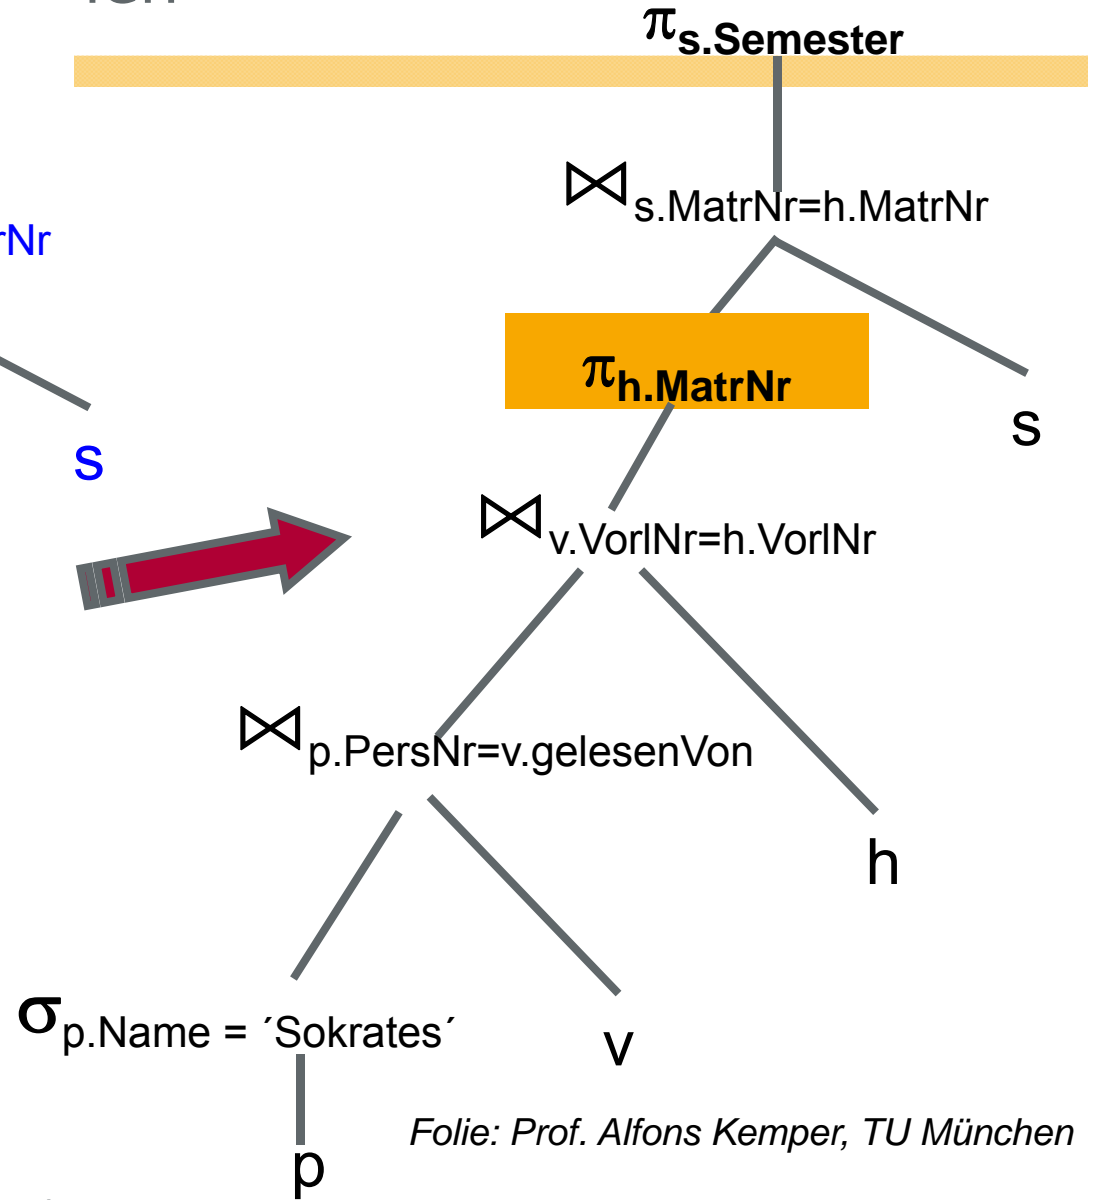 πs.Semester
⋈s.MatrNr=h.MatrNr
rNr
πh.MatrNr
s
s
⋈v.VorlNr=h.VorlNr
⋈p.PersNr=v.gelesenVon
h
σp.Name = ´Sokrates´
v
Folie: Prof. Alfons Kemper, TU München
p